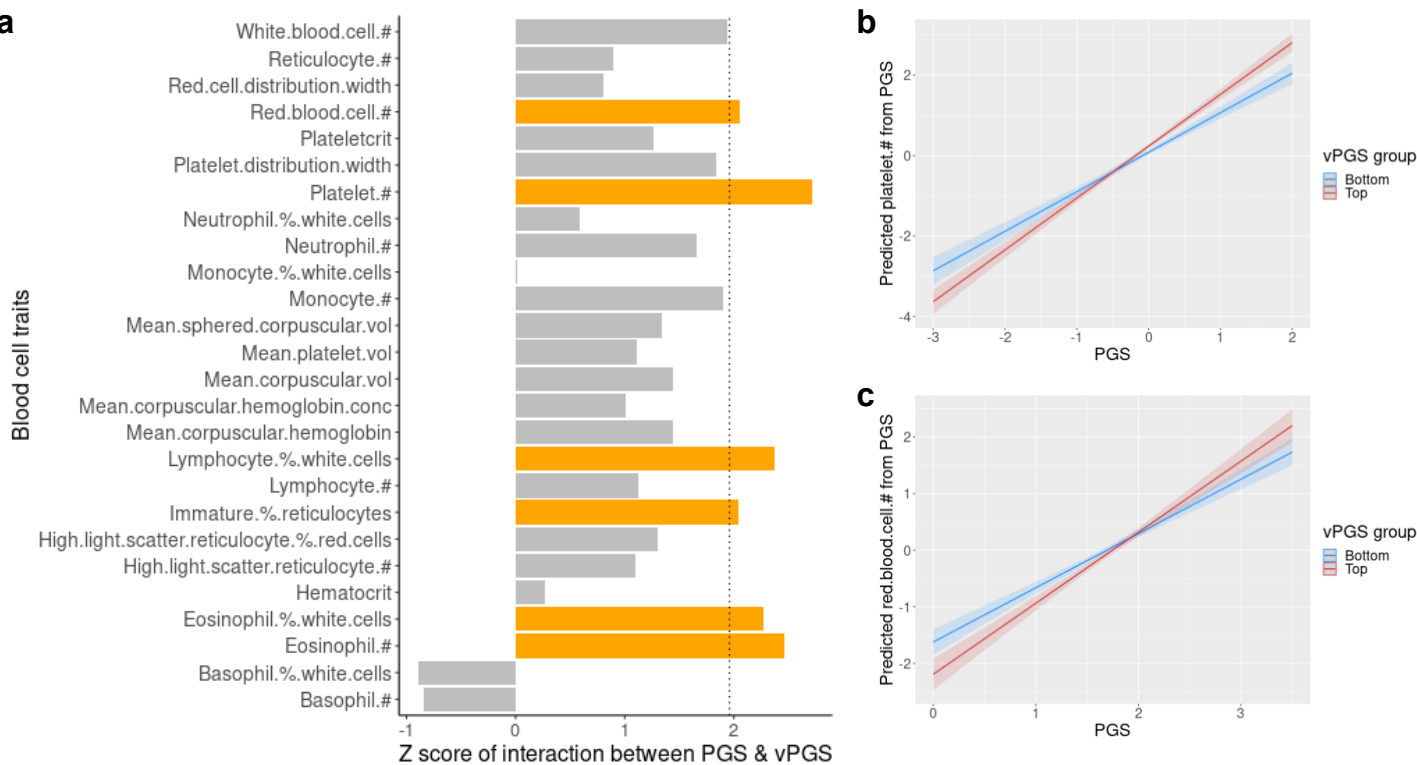 a
White.blood.cell.#
Reticulocyte.#
Red.cell.distribution.width
Red.blood.cell.#
Plateletcrit
Platelet.distribution.width
Platelet.#
Neutrophil.%.white.cells
Neutrophil.#
Monocyte.%.white.cells
Monocyte.#
Mean.sphered.corpuscular.vol
Mean.platelet.vol
Mean.corpuscular.vol
Mean.corpuscular.hemoglobin.conc
Mean.corpuscular.hemoglobin
Lymphocyte.%.white.cells
Lymphocyte.#
Immature.%.reticulocytes
High.light.scatter.reticulocyte.%.red.cells
High.light.scatter.reticulocyte.#
Hematocrit
Eosinophil.%.white.cells
Eosinophil.#
Basophil.%.white.cells
Basophil.#
Blood cell traits
-1 0 1 2
Z score of interaction between PGS & vPGS
b
Predicted platelet.# from PGS
2
0
-2
-4
-3 -2 -1 0 1 2
PGS
vPGS group
Bottom
Top
c
Predicted red.blood.cell.# from PGS
2
1
0
-1
-2
0 1 2 3
PGS
vPGS group
Bottom
Top